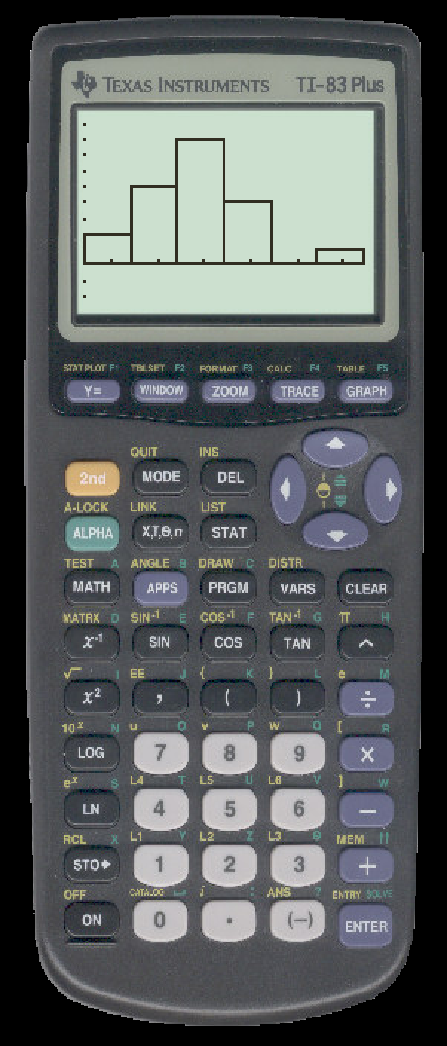 TEXAS INSTRUMENTS TI-83 Plus
STAT PLOT F1 TBLSET F2 FORMAT F3 CALC F4 TABLE F5
Y= WINDOW ZOOM TRACE GRAPH
QUIT INS
2nd MODE DEL
A-LOCK LINK LIST
ALPHA X,T,Θ,n STAT
TEST A ANGLE B DRAW C DISTR
MATH APPS PRGM VARS CLEAR
MATRX D SIN-1 E COS-1 F TAN-1 G π H
x-1 SIN COS TAN ^
√ I EE J { K } L e M
x2 , ( ) ÷
10x N u O v P w Q [ R
LOG 7 8 9 ×
ex S L4 T L5 U L6 V ] W
LN 4 5 6 −
RCL X L1 Y L2 Z L3 θ MEM
STO 1 2 3 +
OFF CATALOG i : ANS ? ENTRY SOLVE
ON 0 . (−) ENTER